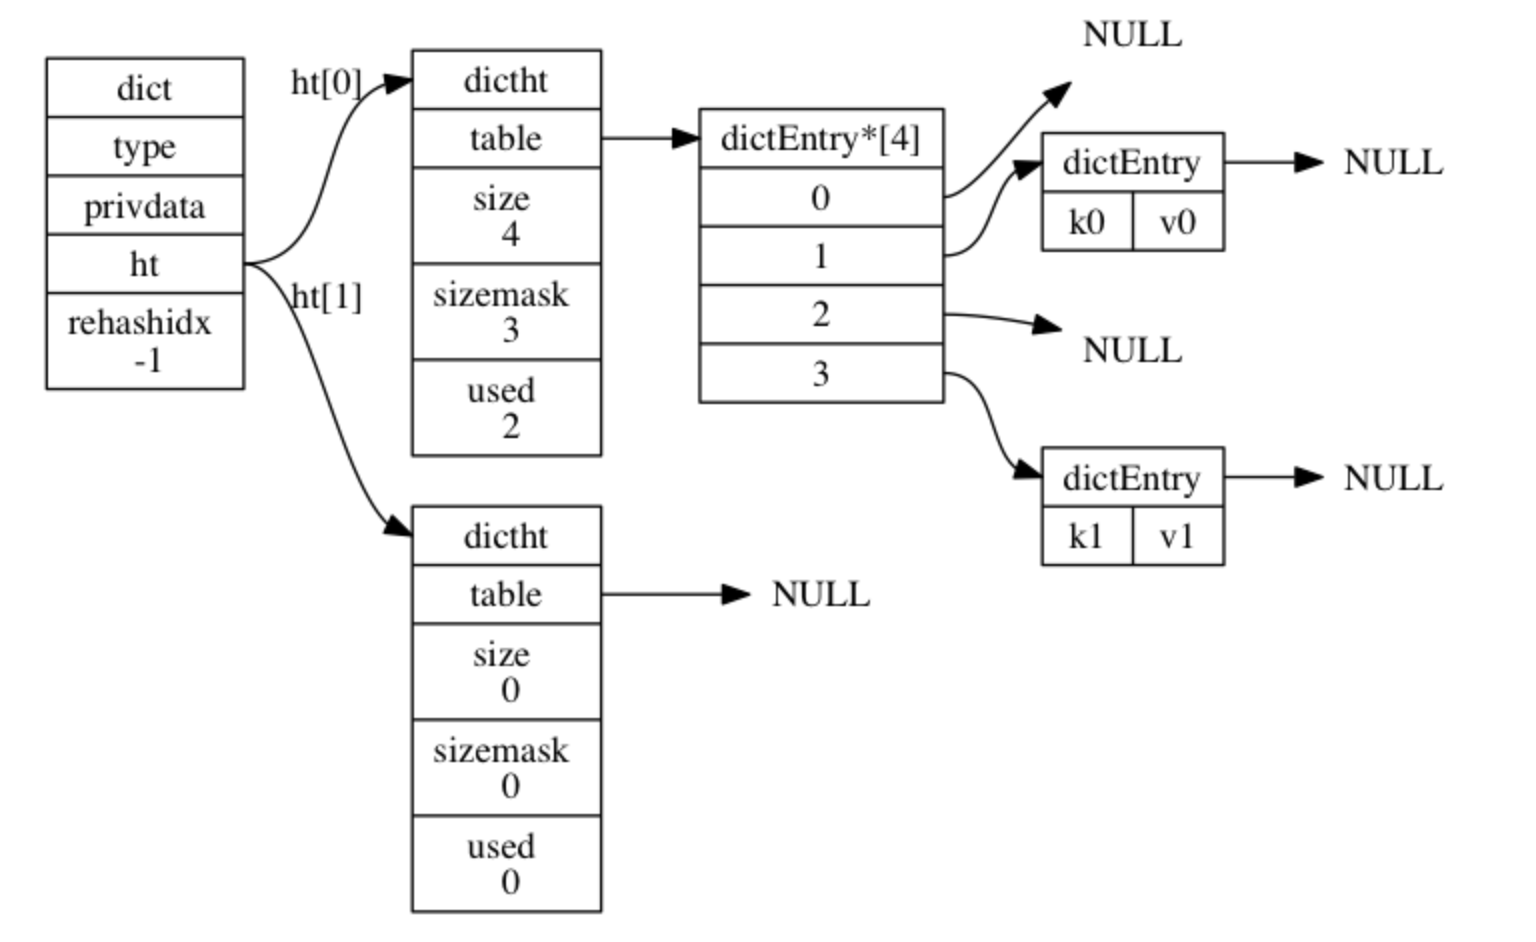 dict
type
privdata
ht
rehashidx
-1
ht[0]
ht[1]
dictht
table
size
4
sizemask
3
used
2
dictht
table
size
0
sizemask
0
used
0
dictEntry*[4]
0
1
2
3
NULL
NULL
dictEntry
k0 v0
NULL
NULL
dictEntry
k1 v1
NULL